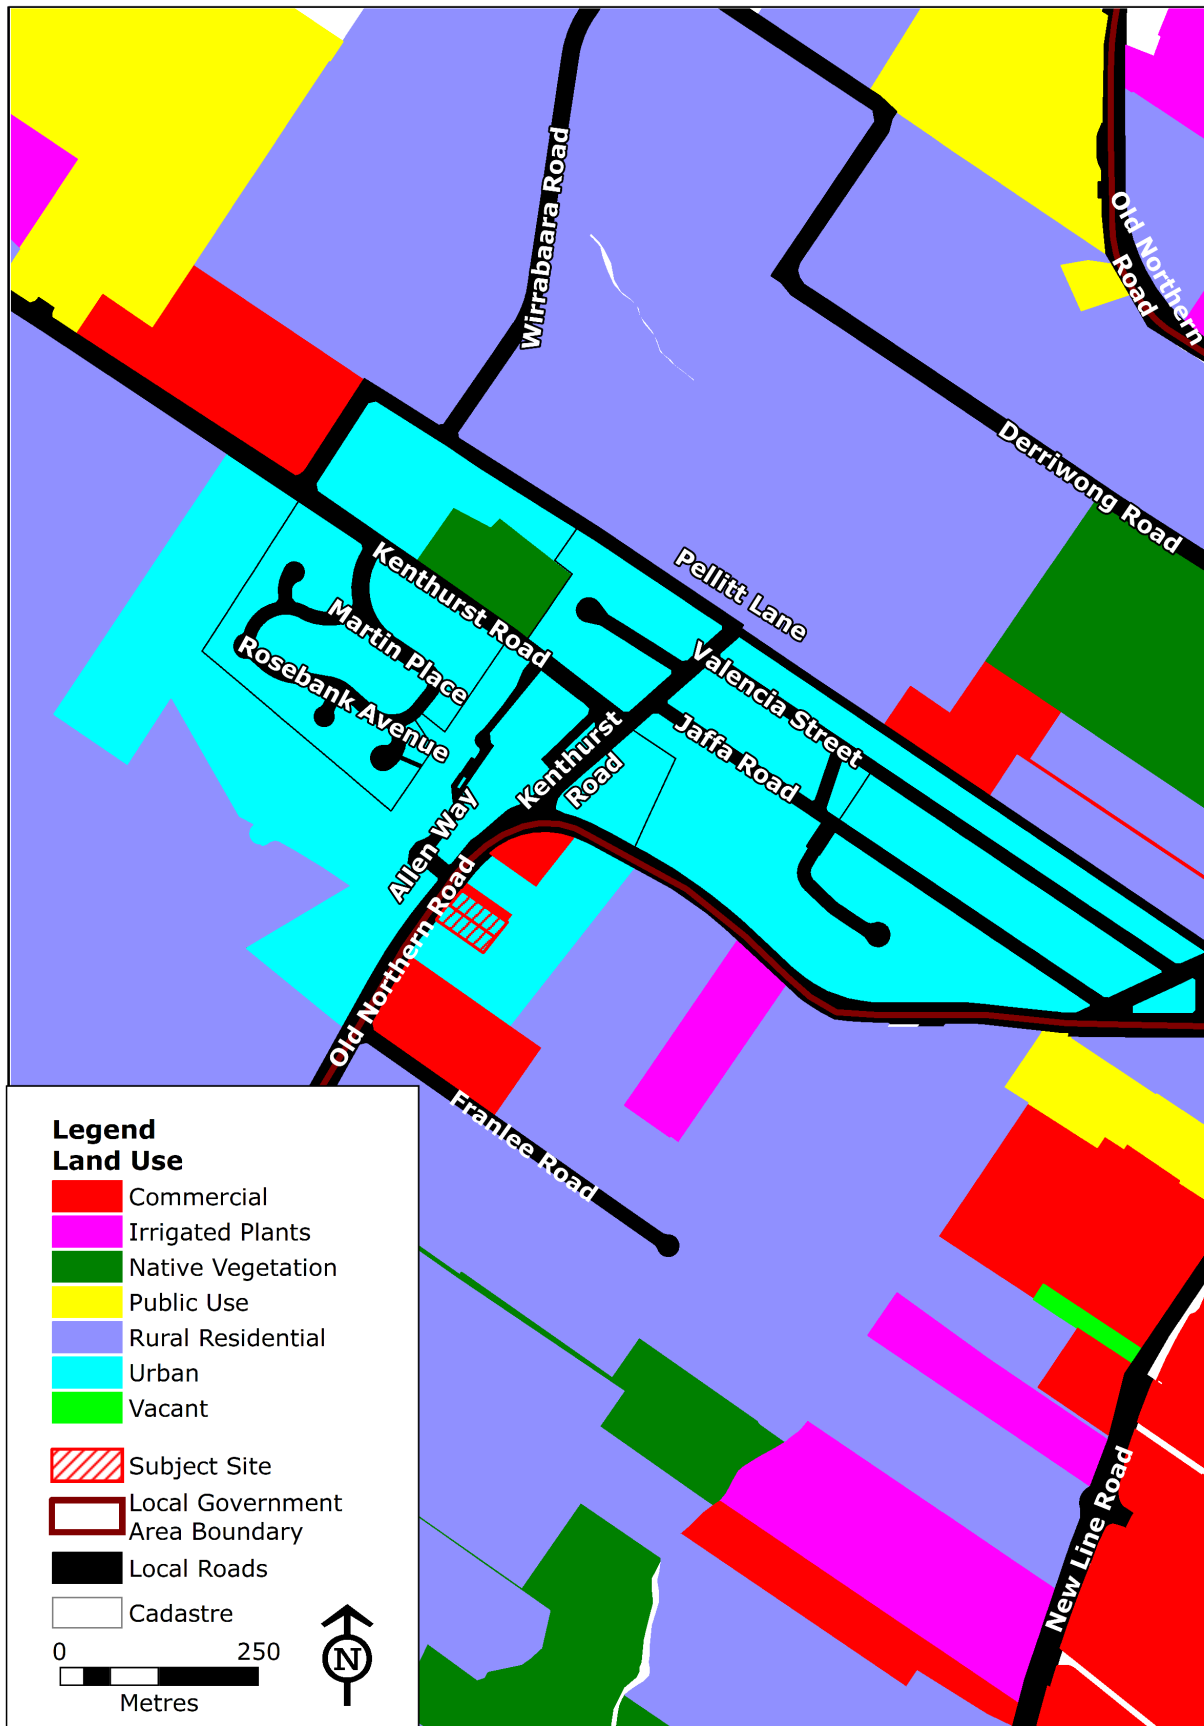 Wirrabaara Road
Old Northern
Road
Derriwong Road
Pellitt Lane
Kenthurst Road
Valencia Street
Martin Place
Rosebank Avenue
Jaffa Road
Kenthurst
Road
Allen Way
Old Northern Road
Franlee Road
New Line Road
Legend
Land Use
Commercial
Irrigated Plants
Native Vegetation
Public Use
Rural Residential
Urban
Vacant
Subject Site
Local Government
Area Boundary
Local Roads
Cadastre
0 250
Metres
N